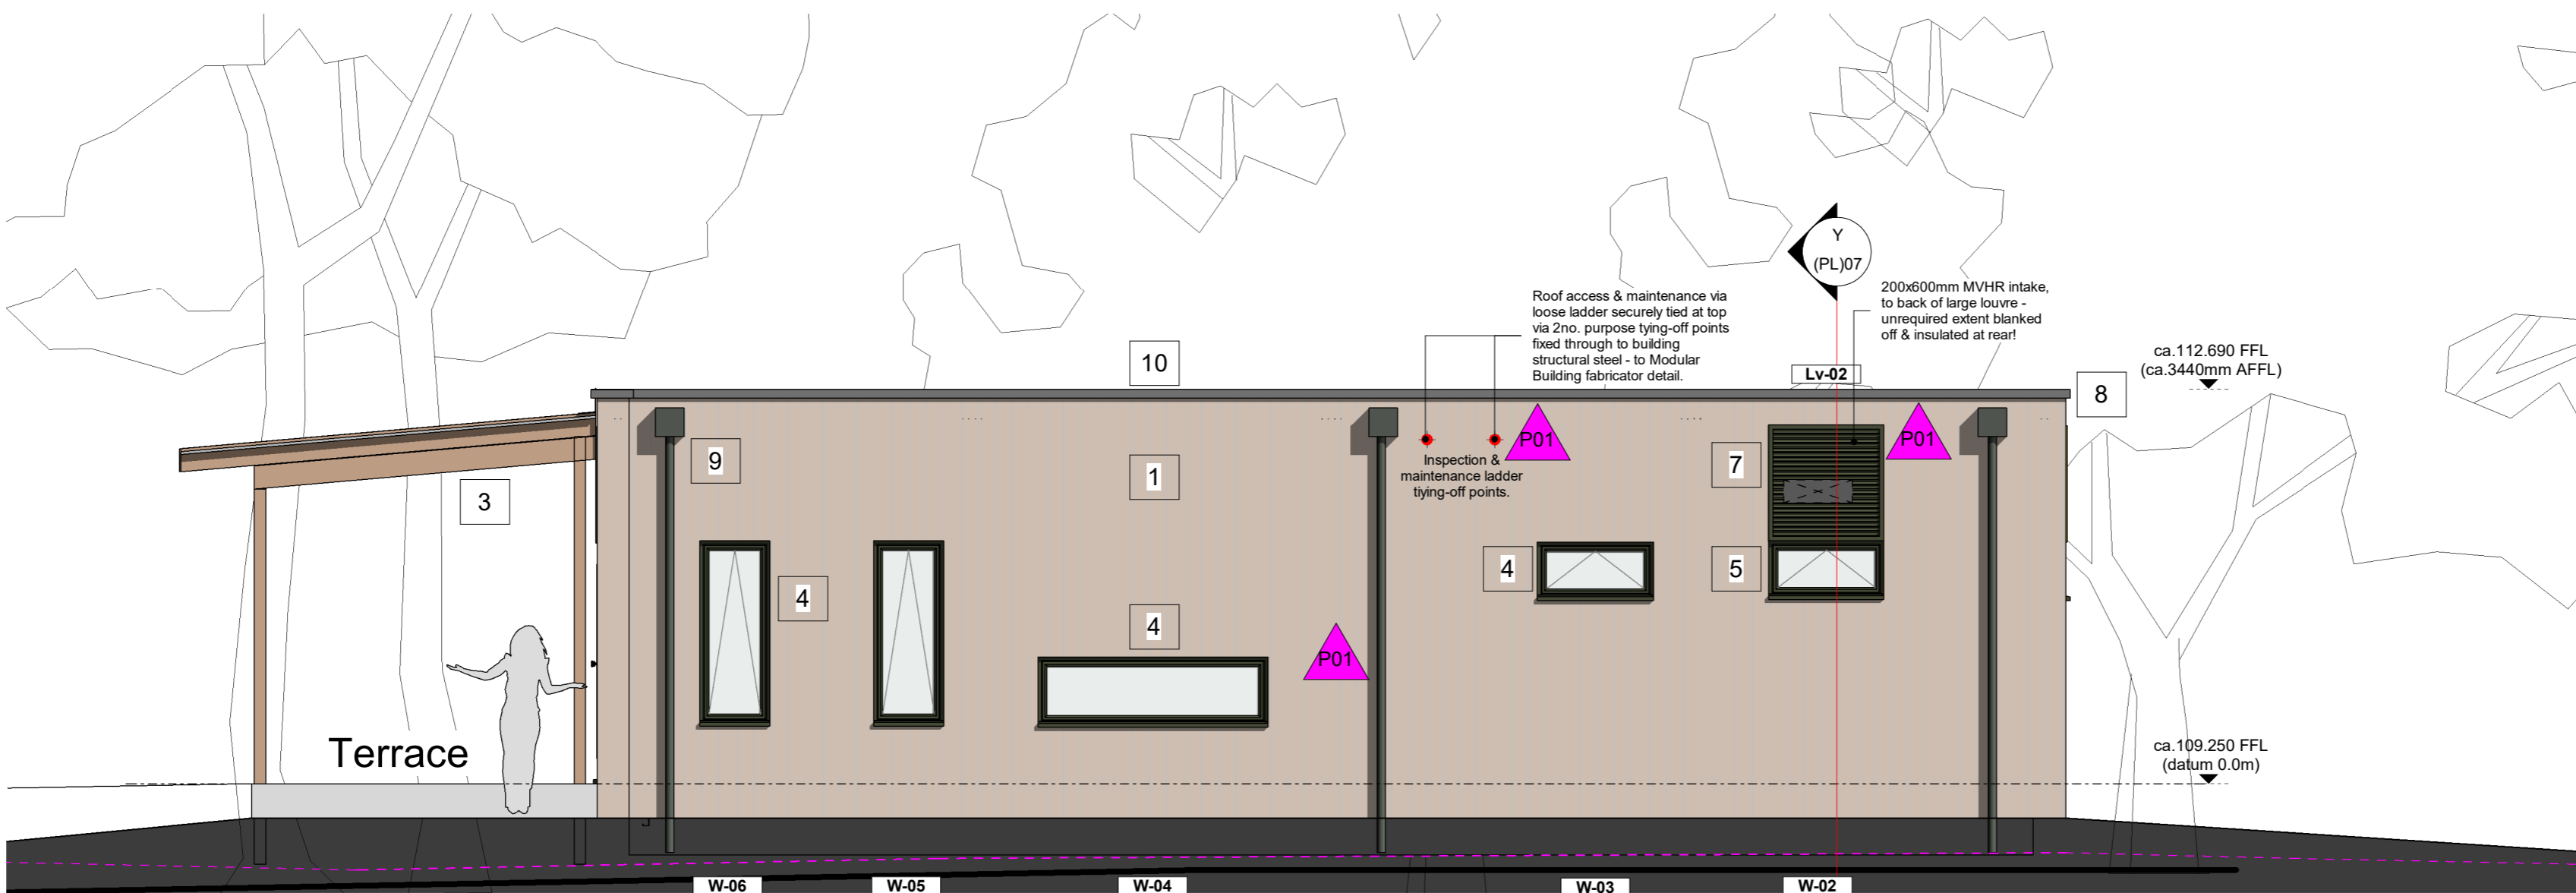 Y
(PL)07
Roof access & maintenance via
loose ladder securely tied at top
via 2no. purpose tying-off points
fixed through to building
structural steel - to Modular
Building fabricator detail.
200x600mm MVHR intake,
to back of large louvre -
unrequired extent blanked
off & insulated at rear!
ca.112.690 FFL
(ca.3440mm AFFL)
10
Lv-02
8
9
1
3
P01
P01
7
Inspection &
maintenance ladder
tiying-off points.
4
4
4
5
P01
Terrace
ca.109.250 FFL
(datum 0.0m)
W-06
W-05
W-04
W-03
W-02